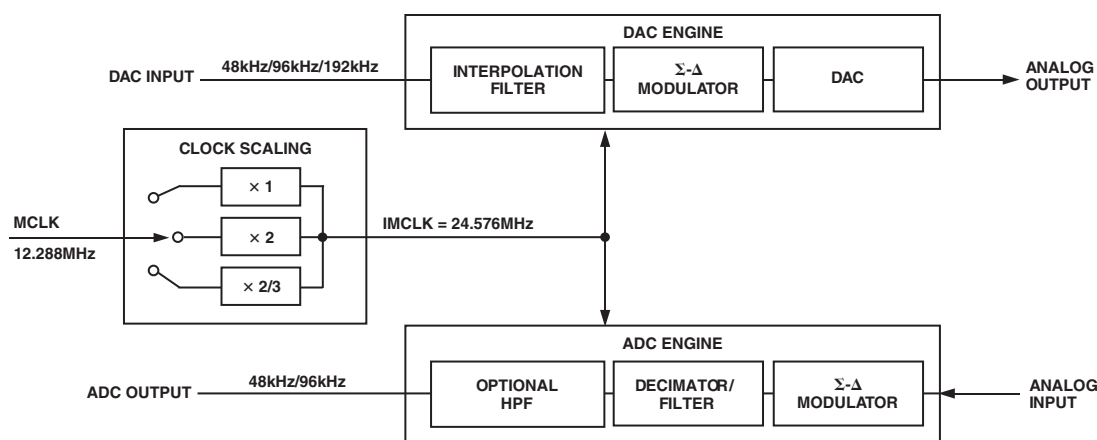 DAC ENGINE
DAC INPUT
48kHz/96kHz/192kHz
INTERPOLATION
FILTER
Σ-Δ
MODULATOR
DAC
ANALOG
OUTPUT
CLOCK SCALING
× 1
MCLK
12.288MHz
× 2
IMCLK = 24.576MHz
× 2/3
ADC ENGINE
ADC OUTPUT
48kHz/96kHz
OPTIONAL
HPF
DECIMATOR/
FILTER
Σ-Δ
MODULATOR
ANALOG
INPUT